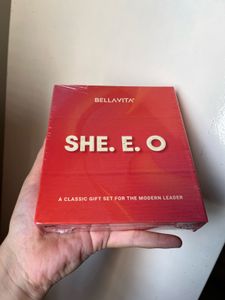 BELLAVITA
SHE. E. O
A CLASSIC GIFT SET FOR THE MODERN LEADER